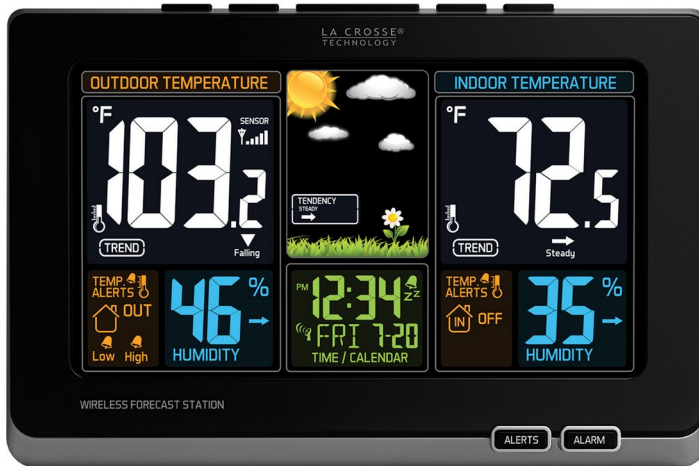 LA CROSSE®
TECHNOLOGY
OUTDOOR TEMPERATURE
°F
103.2
SENSOR
TREND
Falling
TEMP.
ALERTS
OUT
Low High
46 %
HUMIDITY
TENDENCY
STEADY
PM 12:34 ZZ
FRI 7-20
TIME / CALENDAR
INDOOR TEMPERATURE
°F
72.5
TREND
Steady
TEMP.
ALERTS
IN OFF
35 %
HUMIDITY
WIRELESS FORECAST STATION
ALERTS ALARM